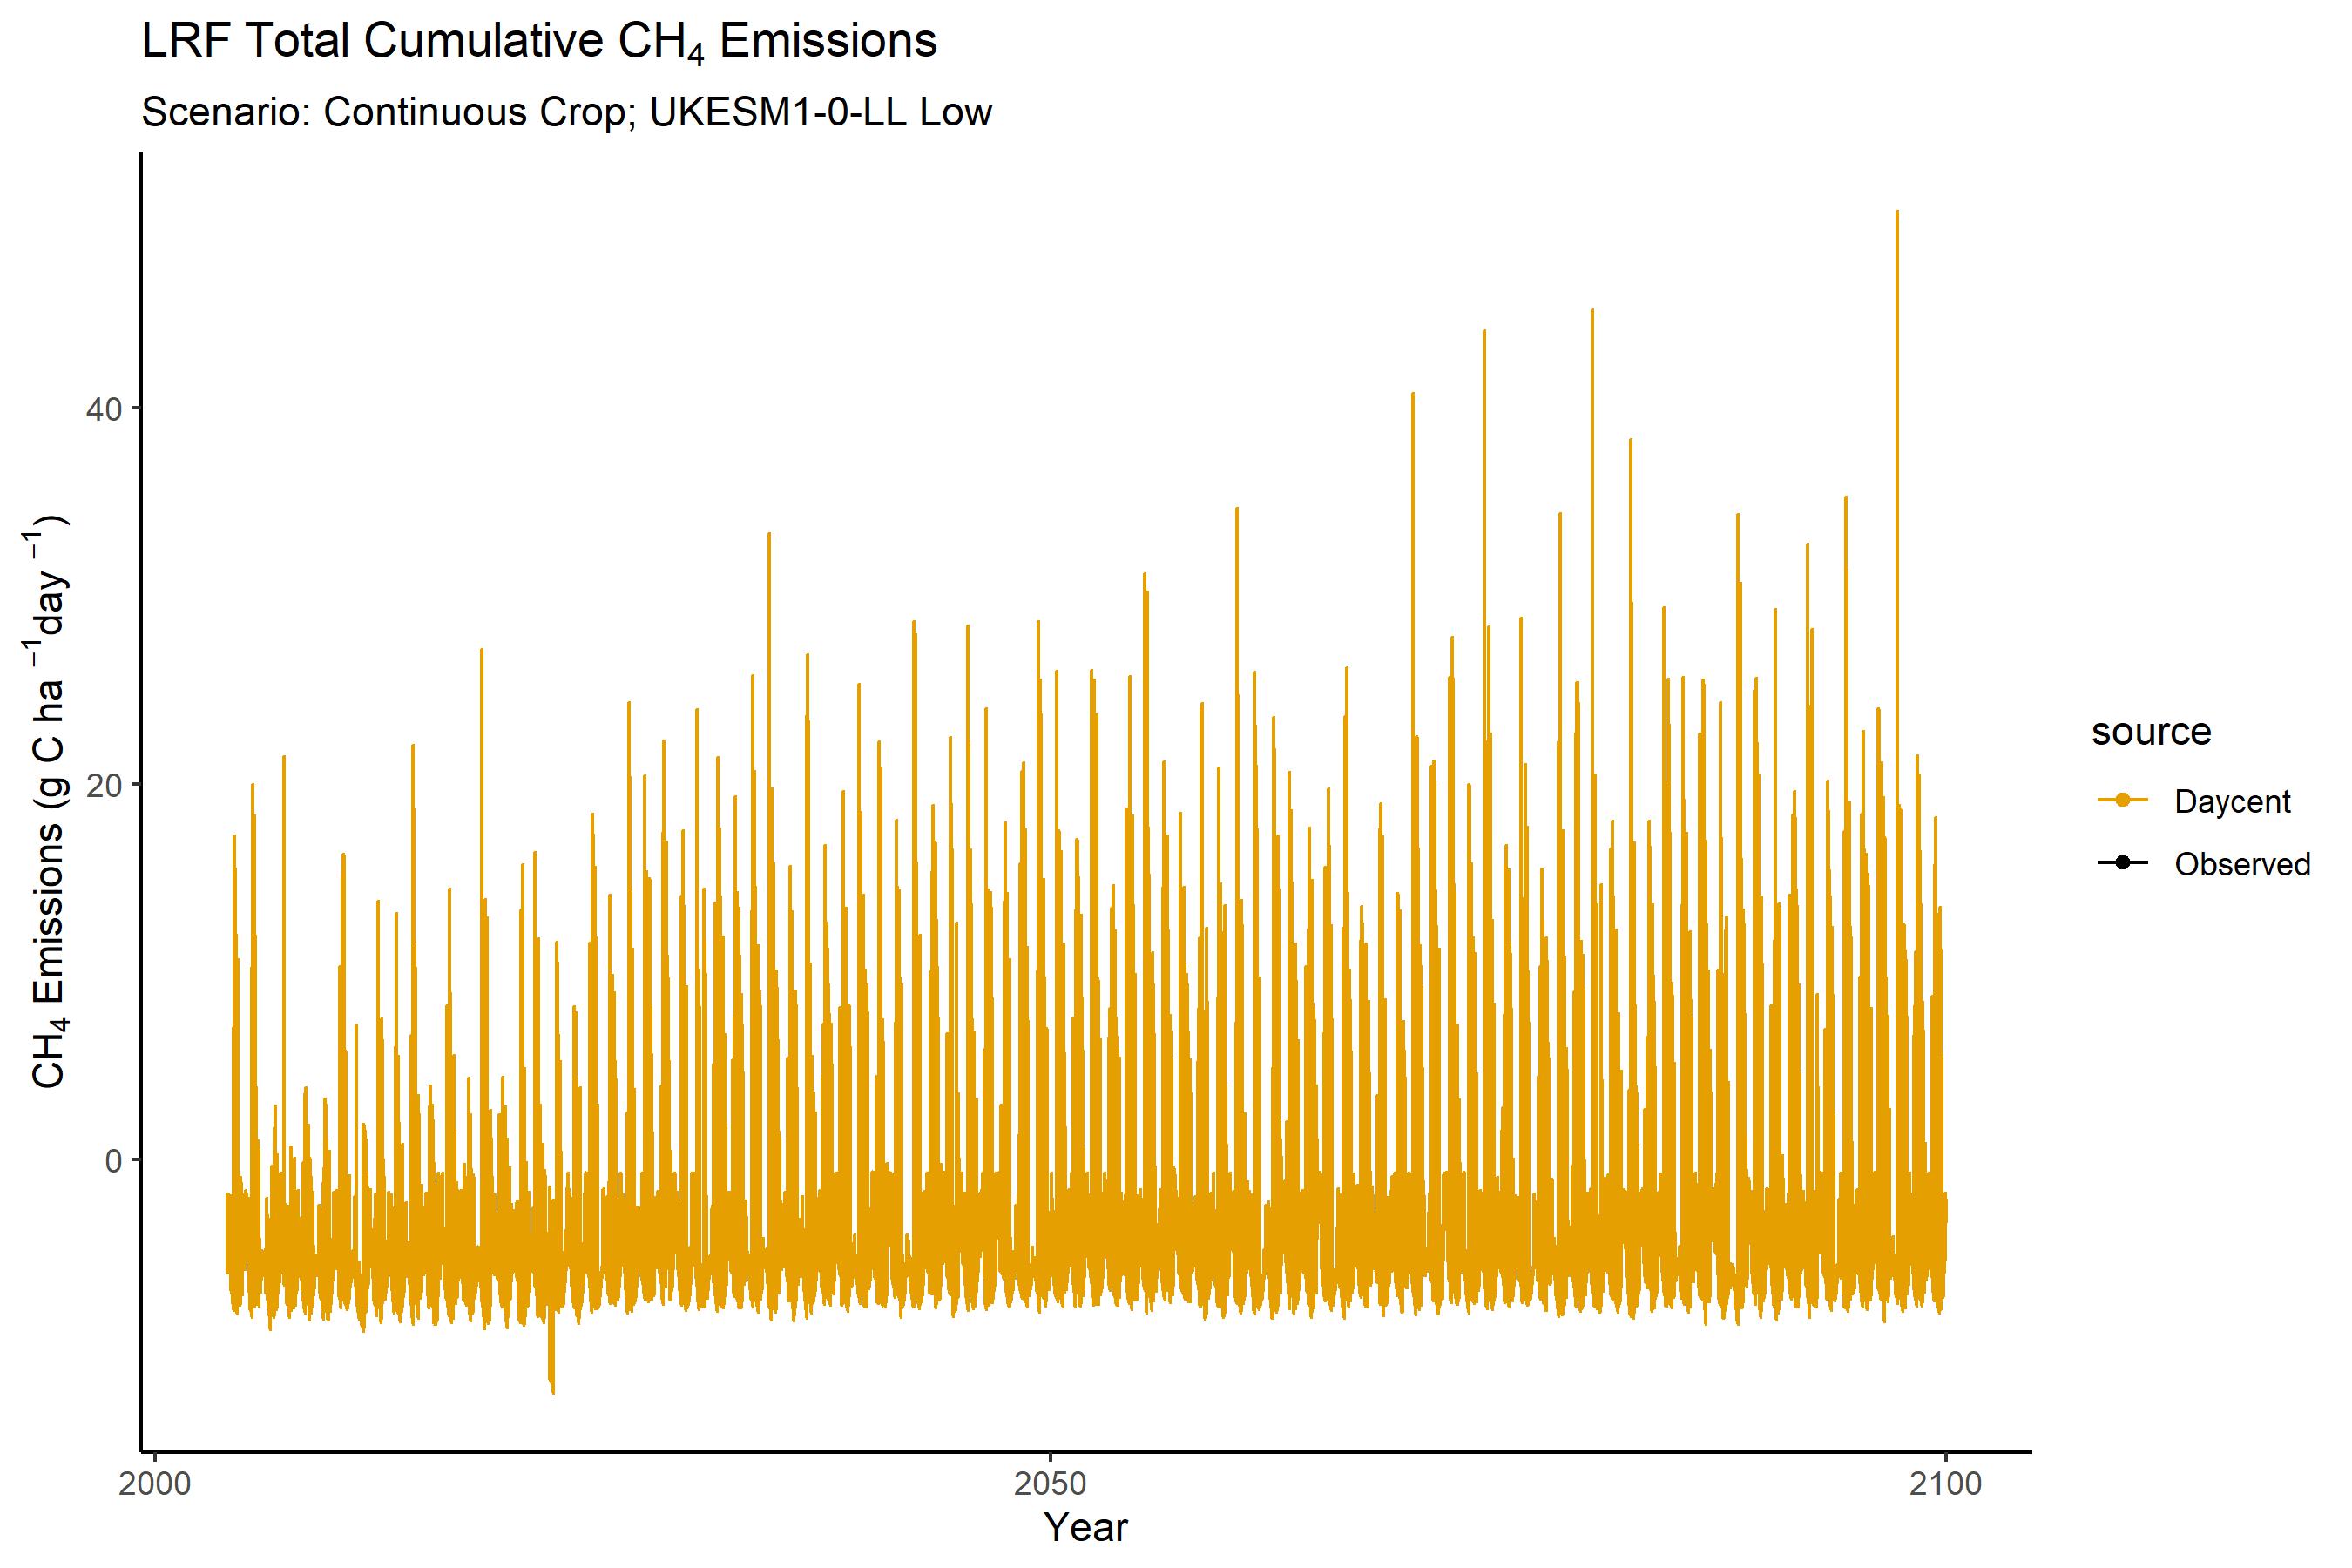 LRF Total Cumulative CH₄ Emissions
Scenario: Continuous Crop; UKESM1-0-LL Low
CH₄ Emissions (g C ha ⁻¹day ⁻¹)
40
20
0
2000
2050
2100
Year
source
Daycent
Observed